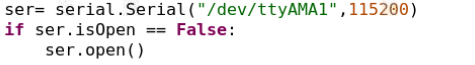 ser= serial.Serial("/dev/ttyAMA1",115200)
if ser.isOpen == False:
    ser.open()